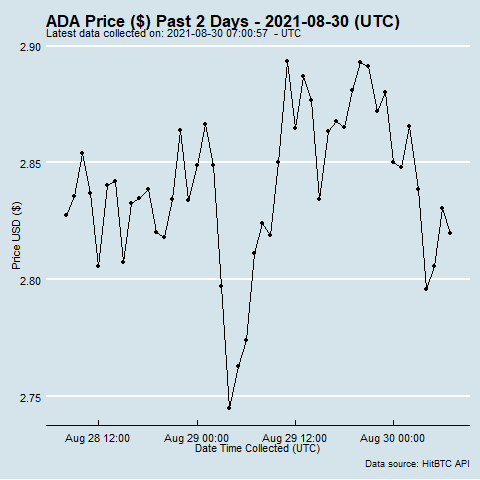 ADA Price ($) Past 2 Days - 2021-08-30 (UTC)
Latest data collected on: 2021-08-30 07:00:57 - UTC
2.90
2.85
2.80
2.75
Price USD ($)
Aug 28 12:00 Aug 29 00:00 Aug 29 12:00 Aug 30 00:00
Date Time Collected (UTC)
Data source: HitBTC API